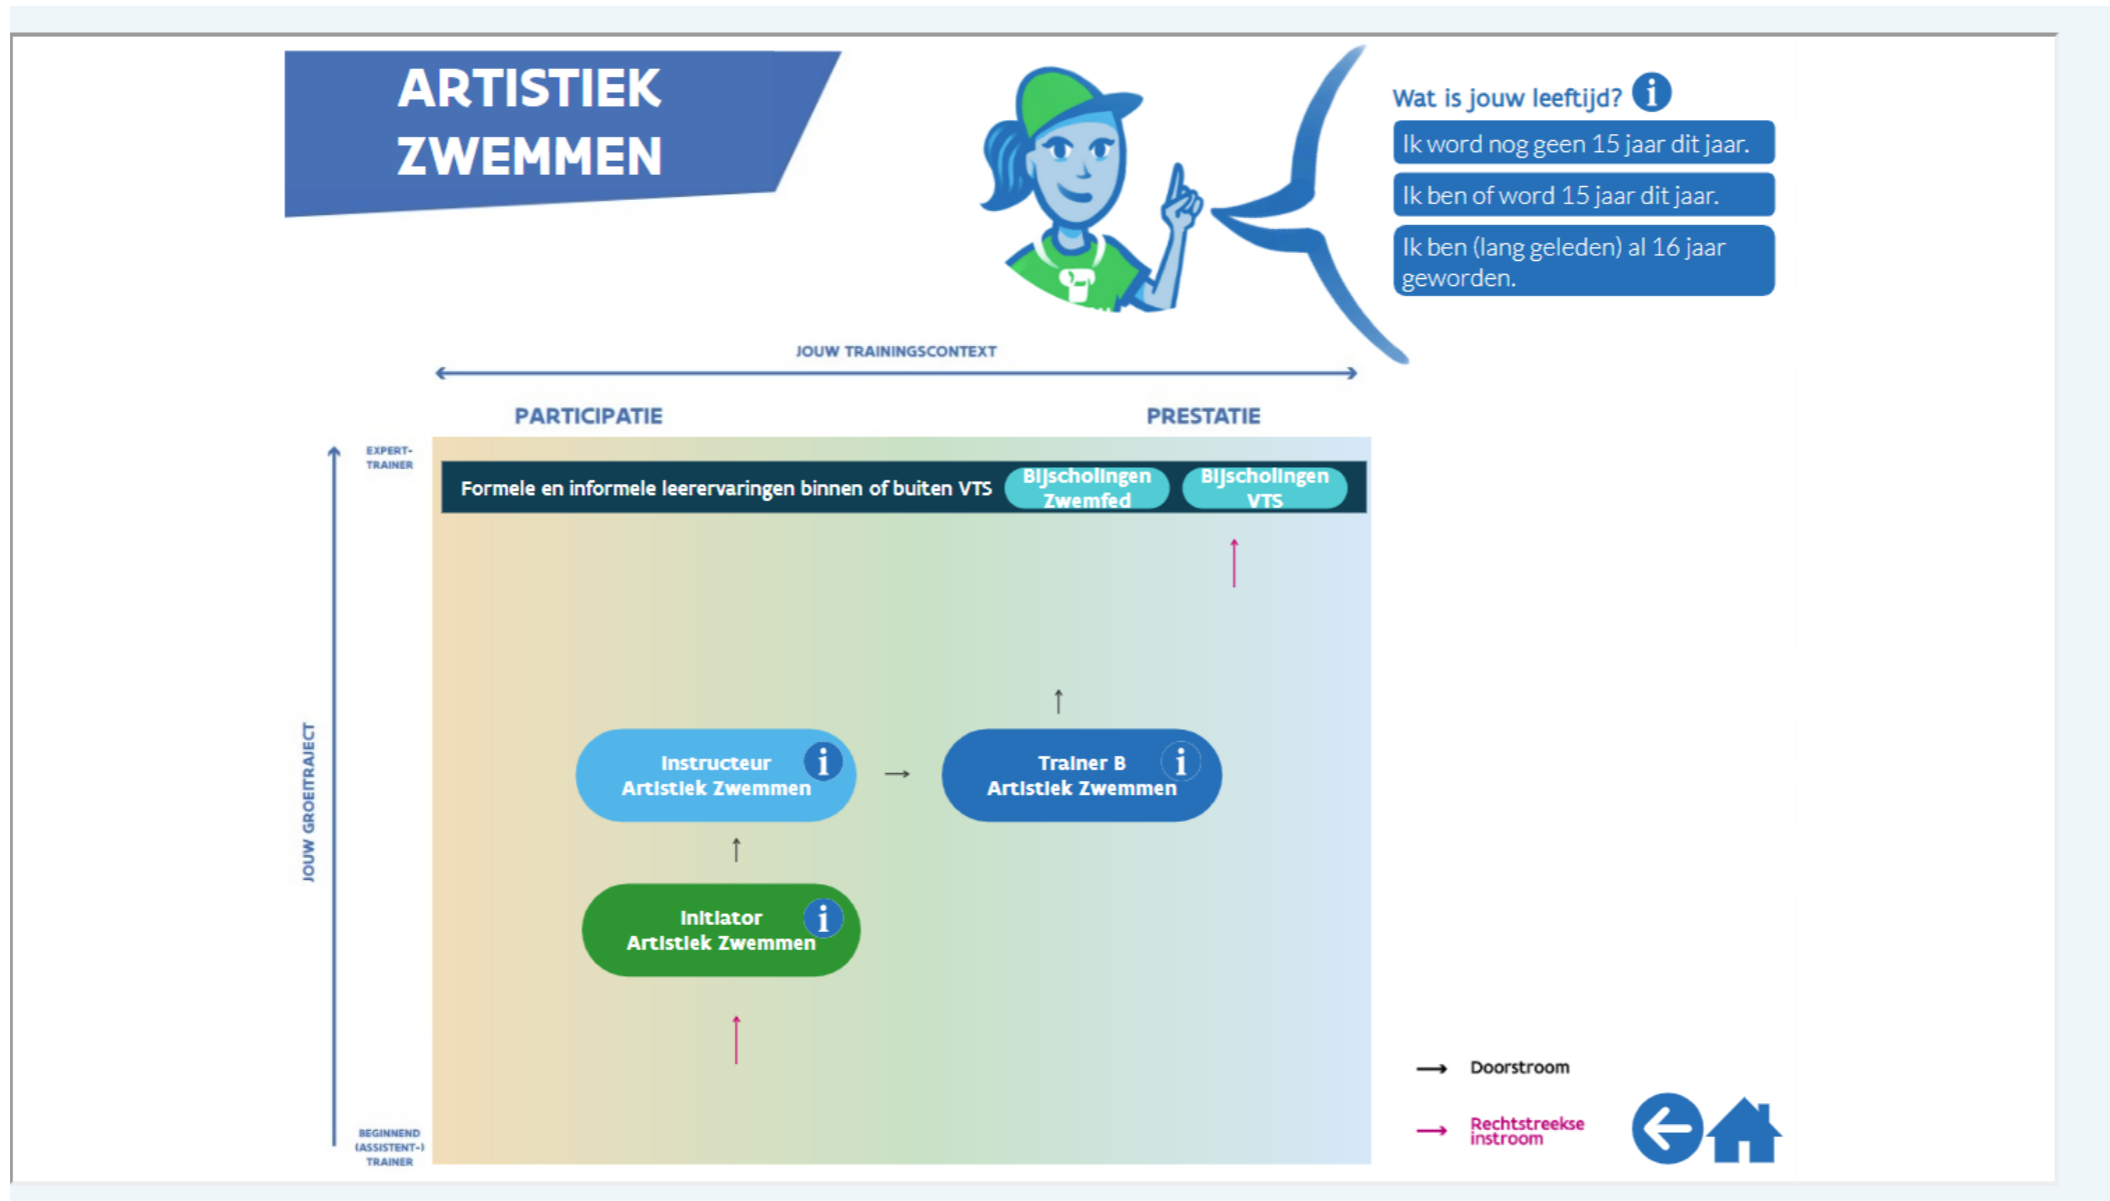 ARTISTIEK
ZWEMMEN
Wat is jouw leeftijd?
Ik word nog geen 15 jaar dit jaar.
Ik ben of word 15 jaar dit jaar.
Ik ben (lang geleden) al 16 jaar
geworden.
JOUW TRAININGSCONTEXT
PARTICIPATIE
PRESTATIE
EXPERT-
TRAINER
Formele en informele leerervaringen binnen of buiten VTS
Bijscholingen
Zwemfed
Bijscholingen
VTS
JOUW GROEITRAJECT
Instructeur
Artistiek Zwemmen
Trainer B
Artistiek Zwemmen
Initiator
Artistiek Zwemmen
BEGINNEND
(ASSISTENT-)
TRAINER
Doorstroom
Rechtstreekse
instroom